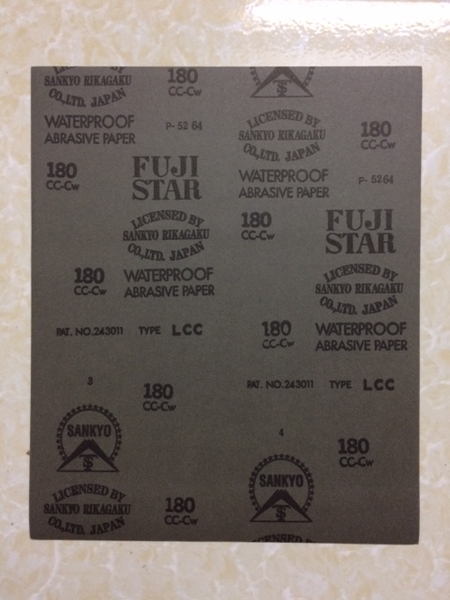 LICENSED BY
SANKYO RIKAGAKU
CO.,LTD. JAPAN
180
CC-Cw
WATERPROOF
ABRASIVE PAPER
P-5264
LICENSED BY
SANKYO RIKAGAKU
CO.,LTD. JAPAN
180
CC-Cw
180
CC-Cw
FUJI
STAR
WATERPROOF
ABRASIVE PAPER
P-5264
LICENSED BY
SANKYO RIKAGAKU
CO.,LTD. JAPAN
180
CC-Cw
FUJI
STAR
180
CC-Cw
WATERPROOF
ABRASIVE PAPER
LICENSED BY
SANKYO RIKAGAKU
CO.,LTD. JAPAN
PAT. NO.243011 TYPE LCC
180
CC-Cw
WATERPROOF
ABRASIVE PAPER
3
180
CC-Cw
PAT. NO.243011 TYPE LCC
SANKYO
4
180
CC-Cw
LICENSED BY
SANKYO RIKAGAKU
CO.,LTD. JAPAN
180
CC-Cw
SANKYO